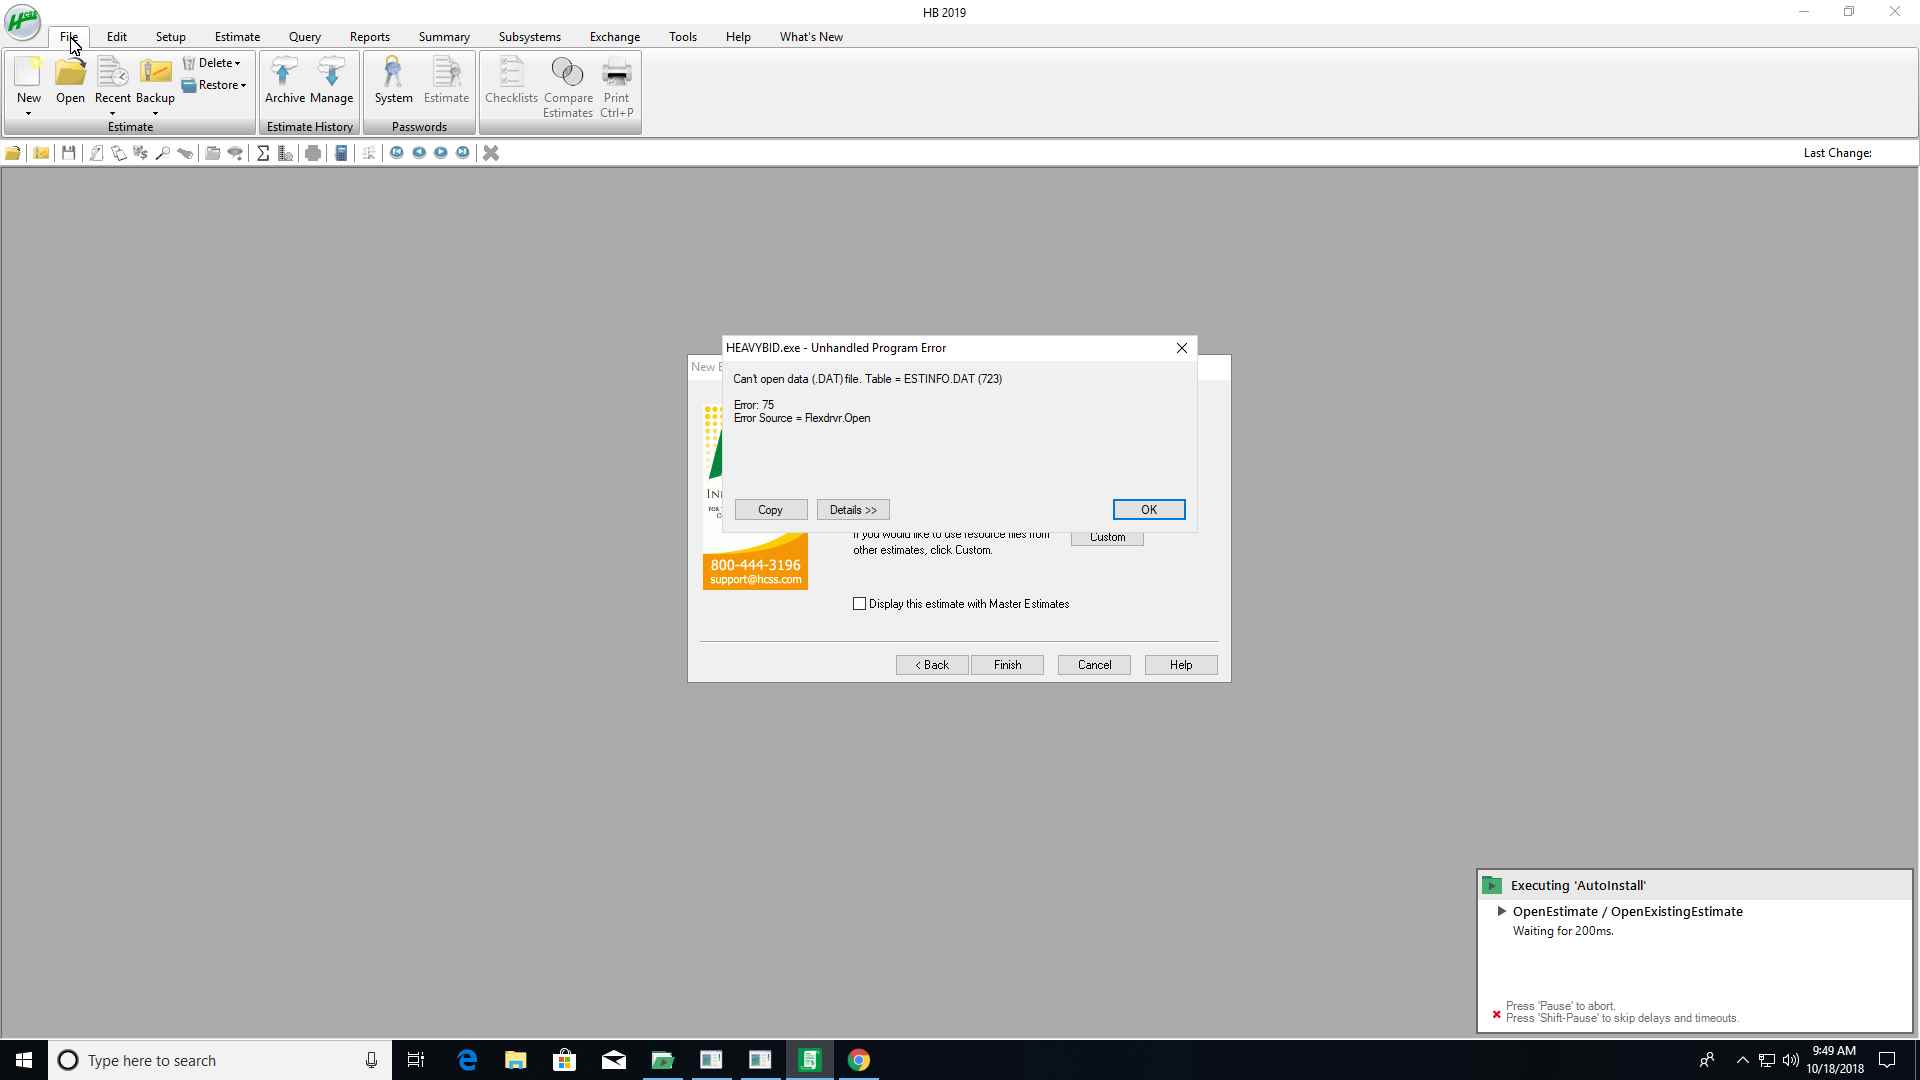 HB 2019
File Edit Setup Estimate Query Reports Summary Subsystems Exchange Tools Help What's New
Delete
Restore
New Open Recent Backup Archive Manage System Estimate Checklists Compare Estimates Print Ctrl+P
Estimate Estimate History Passwords
Last Change:
HEAVYBID.exe - Unhandled Program Error
New
Can't open data (.DAT) file. Table = ESTINFO.DAT (723)
Error: 75
Error Source = Flexdrvr.Open
Copy Details >> OK
If you would like to use resource files from
other estimates, click Custom.
Custom
800-444-3196
support@hcss.com
Display this estimate with Master Estimates
< Back Finish Cancel Help
Executing 'AutoInstall'
OpenEstimate / OpenExistingEstimate
Waiting for 200ms.
Press 'Pause' to abort.
Press 'Shift-Pause' to skip delays and timeouts.
Type here to search
9:49 AM
10/18/2018